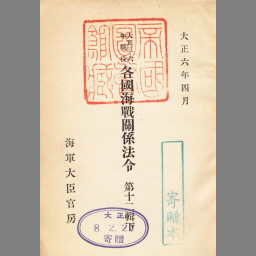 大正六年四月
各國海戰關係法令 第十一輯下
海軍大臣官房
帝國圖書館藏
寄贈本
大正
8.2.2
寄贈